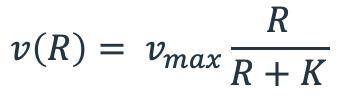 v(R) = v_max R / (R + K)